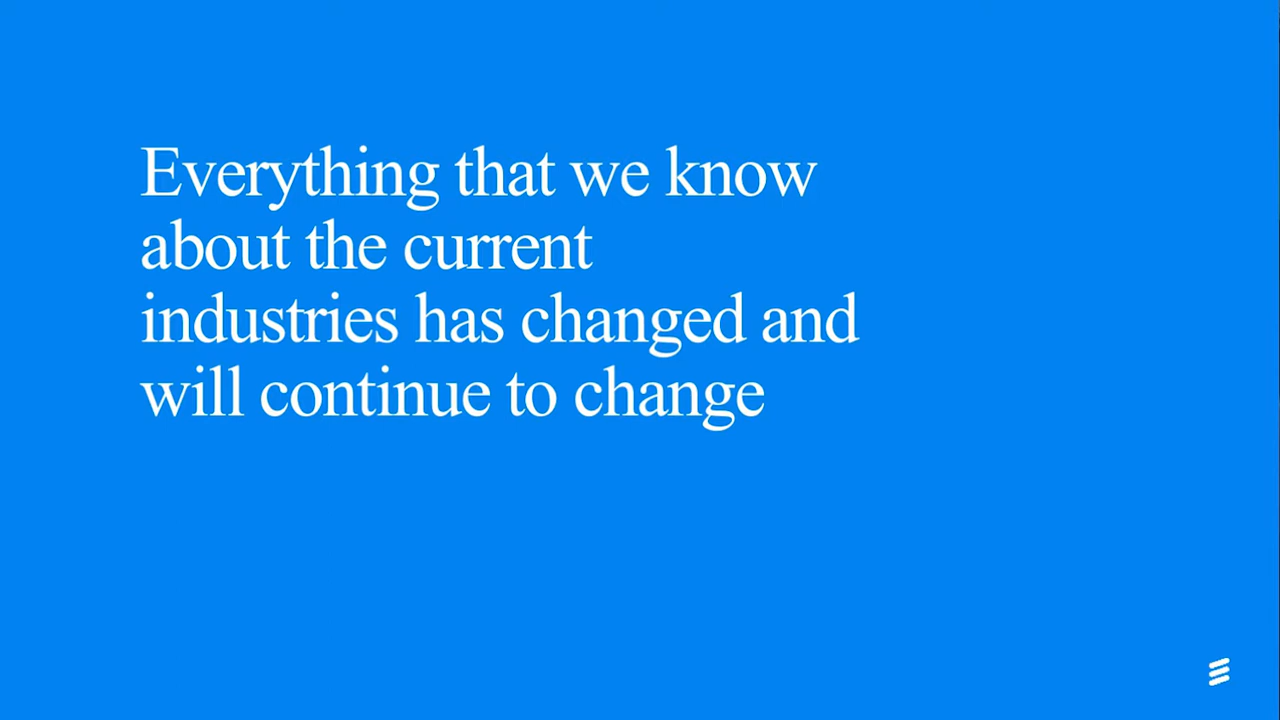 Everything that we know
about the current
industries has changed and
will continue to change